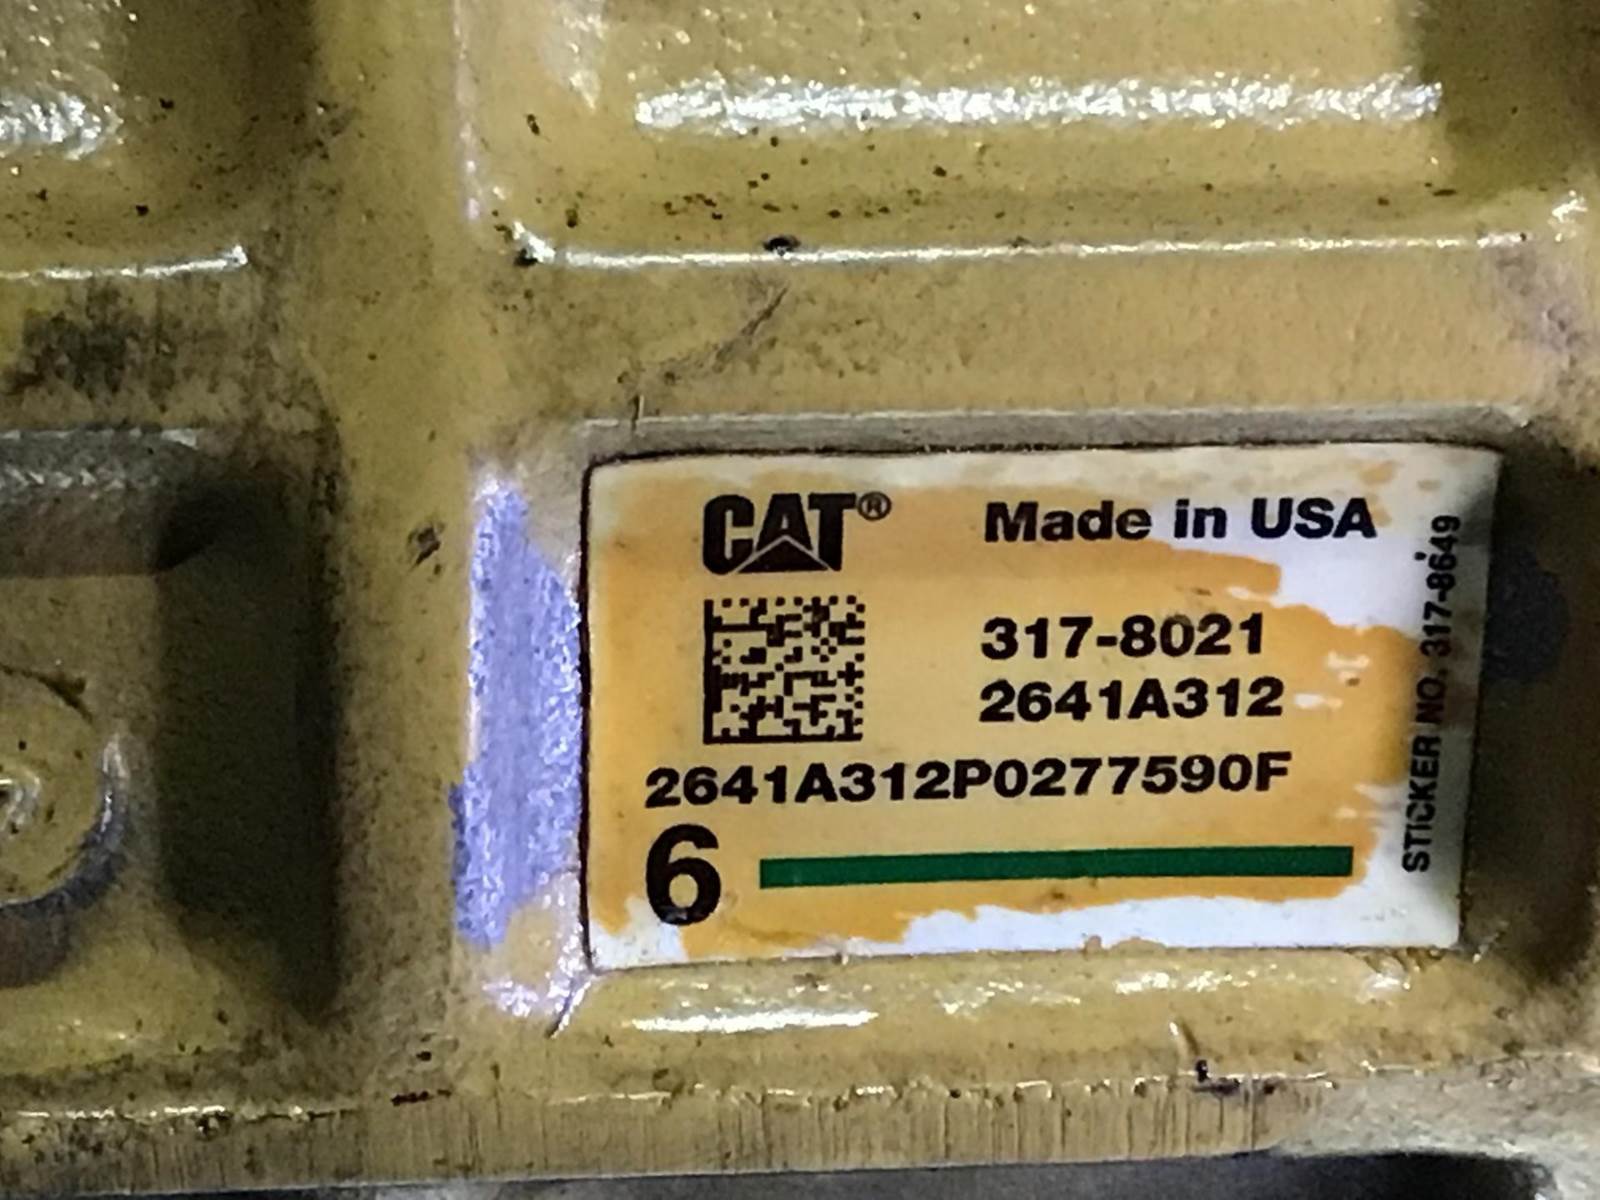 CAT®
Made in USA
317-8021
2641A312
2641A312P0277590F
6
STICKER NO. 317-8649